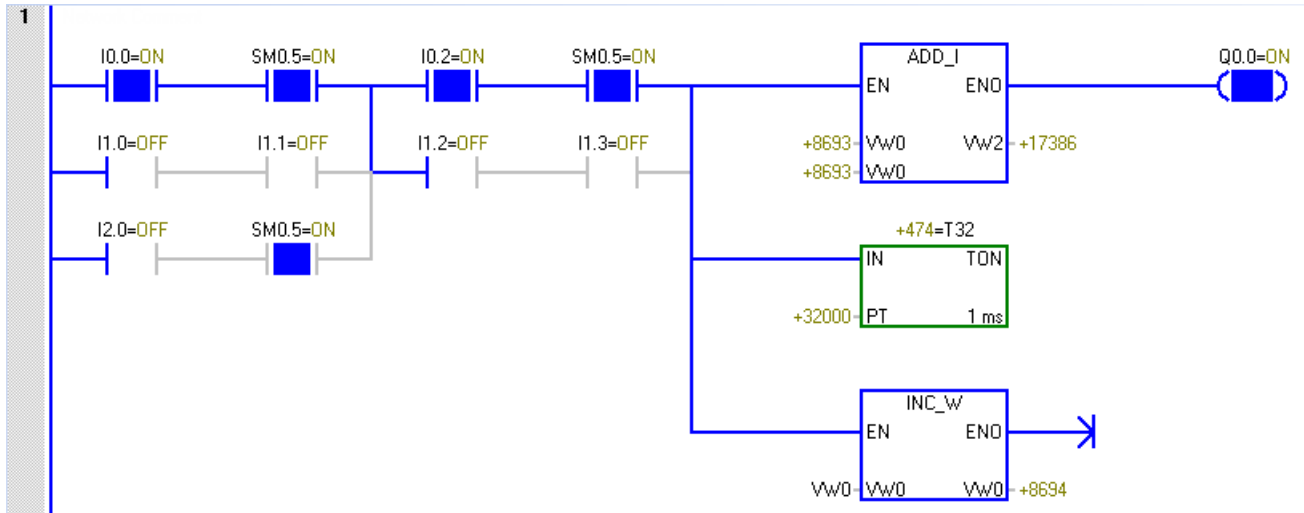 1
I0.0=ON SM0.5=ON I0.2=ON SM0.5=ON ADD_I Q0.0=ON
EN ENO
I1.0=OFF I1.1=OFF I1.2=OFF I1.3=OFF +8693 VW0 VW2 +17386
+8693 VW0
I2.0=OFF SM0.5=ON +474=T32
IN TON
+32000 PT 1 ms
INC_W
EN ENO
VW0 VW0 VW0 +8694